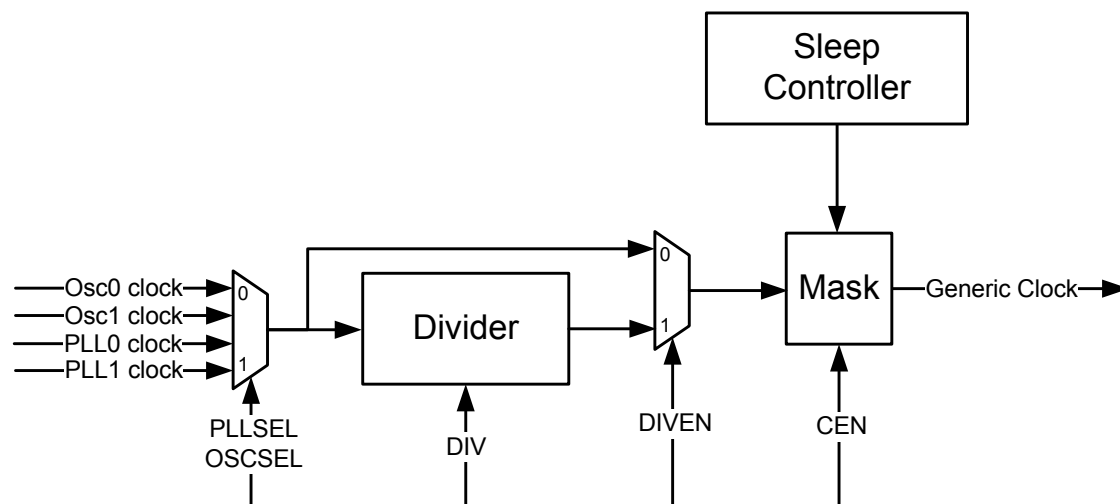 Sleep
Controller
0
Osc0 clock
0
Osc1 clock
Divider
Mask
Generic Clock
PLL0 clock
1
PLL1 clock
1
PLLSEL
OSCSEL
DIV
DIVEN
CEN